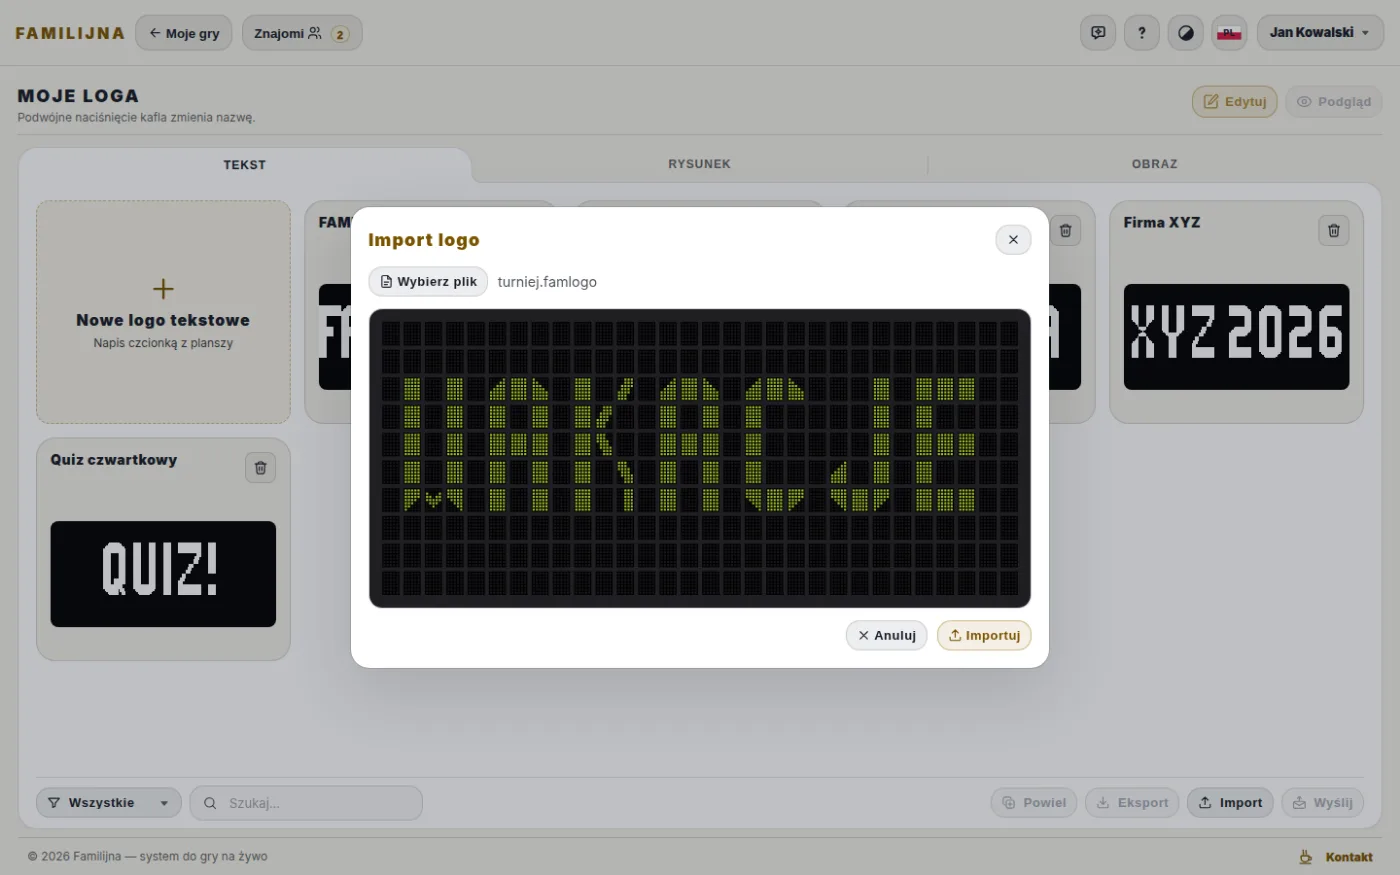 FAMILIJNA
Moje gry
Znajomi 2
?
PL
Jan Kowalski
MOJE LOGA
Podwójne naciśnięcie kafla zmienia nazwę.
Edytuj
Podgląd
TEKST
RYSUNEK
OBRAZ
Nowe logo tekstowe
Napis czcionką z planszy
Firma XYZ
XYZ 2026
Quiz czwartkowy
QUIZ!
Import logo
Wybierz plik
turniej.famlogo
WAKACJE
Anuluj
Importuj
Wszystkie
Szukaj...
Powiel
Eksport
Import
Wyślij
© 2026 Familijna — system do gry na żywo
Kontakt